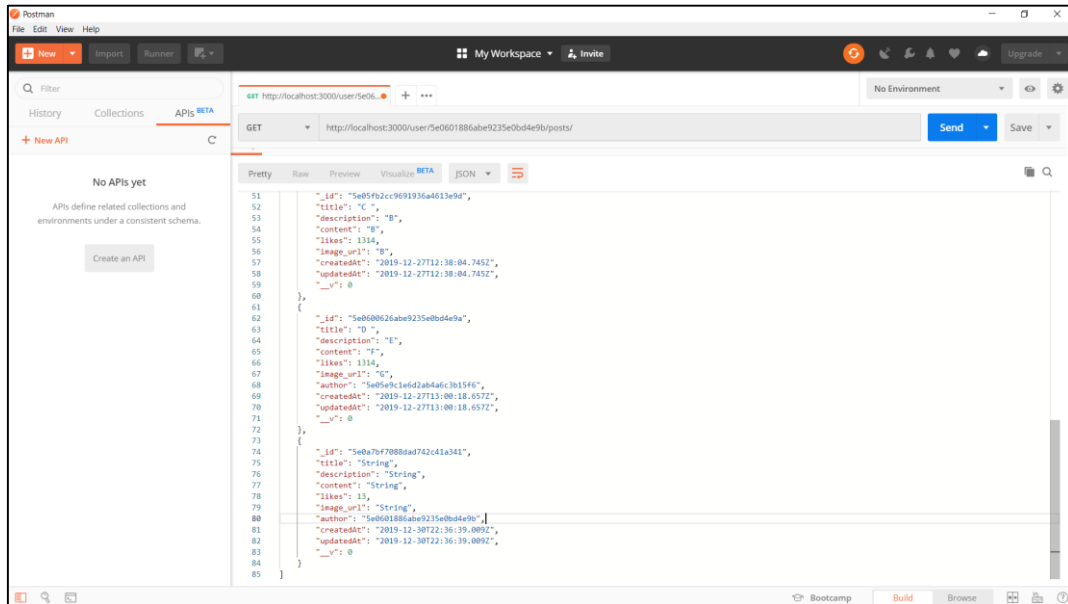 Postman
File Edit View Help
New Import Runner My Workspace Invite Upgrade
Filter
History Collections APIs BETA
+ New API
No APIs yet
APIs define related collections and
environments under a consistent schema.
Create an API
GET http://localhost:3000/user/5e06... + ••• No Environment
GET http://localhost:3000/user/5e0601886abe9235e0bd4e9b/posts/ Send Save
Pretty Raw Preview Visualize BETA JSON
51 "_id": "5e05fb2cc9691936a4613e9d",
52 "title": "C ",
53 "description": "B",
54 "content": "B",
55 "likes": 1314,
56 "image_url": "B",
57 "createdAt": "2019-12-27T12:38:04.745Z",
58 "updatedAt": "2019-12-27T12:38:04.745Z",
59 "__v": 0
60 },
61 {
62 "_id": "5e0600626abe9235e0bd4e9a",
63 "title": "D ",
64 "description": "E",
65 "content": "F",
66 "likes": 1314,
67 "image_url": "G",
68 "author": "5e05e9c1e6d2ab4a6c3b15f6",
69 "createdAt": "2019-12-27T13:00:18.657Z",
70 "updatedAt": "2019-12-27T13:00:18.657Z",
71 "__v": 0
72 },
73 {
74 "_id": "5e0a7bf7088dad742c41a341",
75 "title": "String",
76 "description": "String",
77 "content": "String",
78 "likes": 13,
79 "image_url": "String",
80 "author": "5e0601886abe9235e0bd4e9b",
81 "createdAt": "2019-12-30T22:36:39.009Z",
82 "updatedAt": "2019-12-30T22:36:39.009Z",
83 "__v": 0
84 }
85 ]
Bootcamp Build Browse